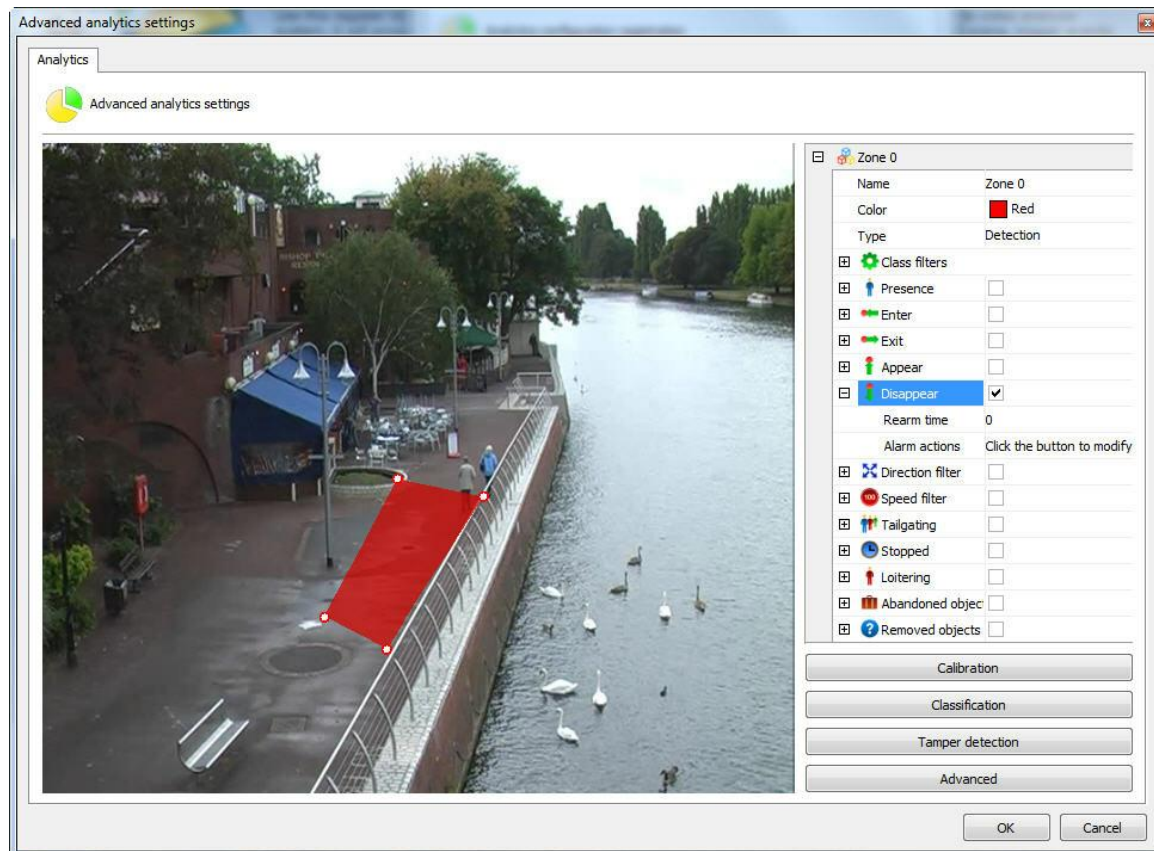 Advanced analytics settings
Analytics
Advanced analytics settings
Zone 0
Name Zone 0
Color Red
Type Detection
Class filters
Presence
Enter
Exit
Appear
Disappear
Rearm time 0
Alarm actions Click the button to modify
Direction filter
100 Speed filter
Tailgating
Stopped
Loitering
Abandoned objec
? Removed objects
Calibration
Classification
Tamper detection
Advanced
OK Cancel